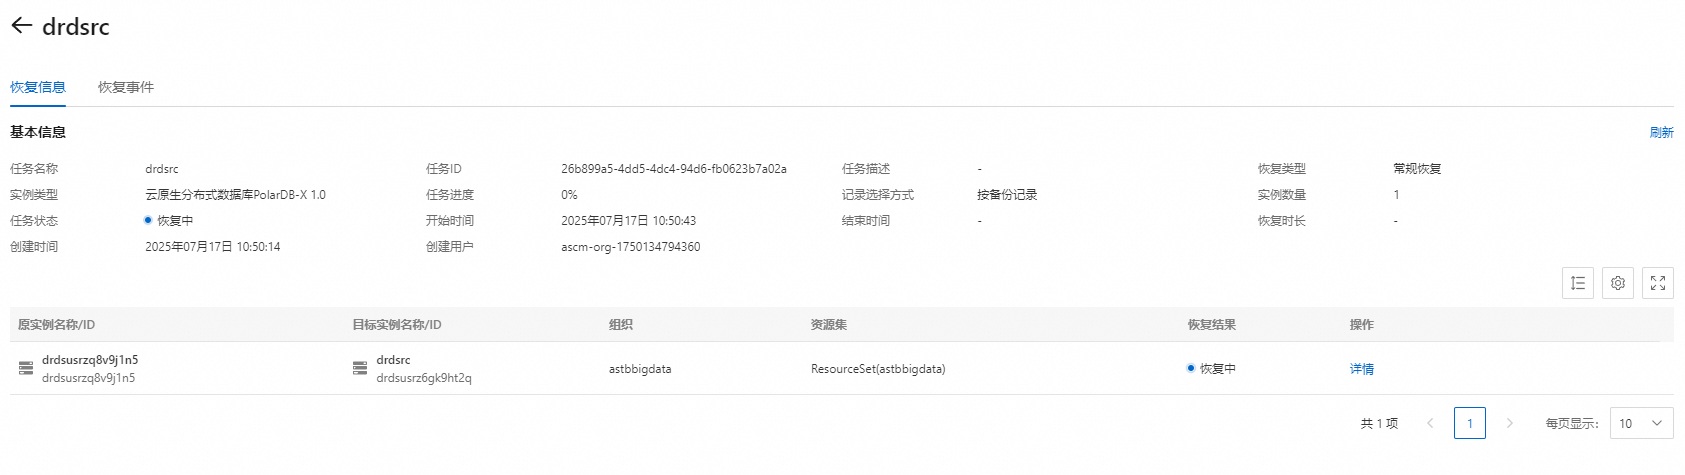 drdsrc
恢复信息 恢复事件
基本信息 刷新
任务名称 drdsrc 任务ID 26b899a5-4dd5-4dc4-94d6-fb0623b7a02a 任务描述 - 恢复类型 常规恢复
实例类型 云原生分布式数据库PolarDB-X 1.0 任务进度 0% 记录选择方式 按备份记录 实例数量 1
任务状态 恢复中 开始时间 2025年07月17日 10:50:43 结束时间 - 恢复时长 -
创建时间 2025年07月17日 10:50:14 创建用户 ascm-org-1750134794360
原实例名称/ID 目标实例名称/ID 组织 资源集 恢复结果 操作
drdsusrzq8v9j1n5 drdsrc
astbbigdata ResourceSet(astbbigdata) 恢复中 详情
drdsusrzq8v9j1n5 drdsusrz6gk9ht2q
共 1 项 1 每页显示: 10